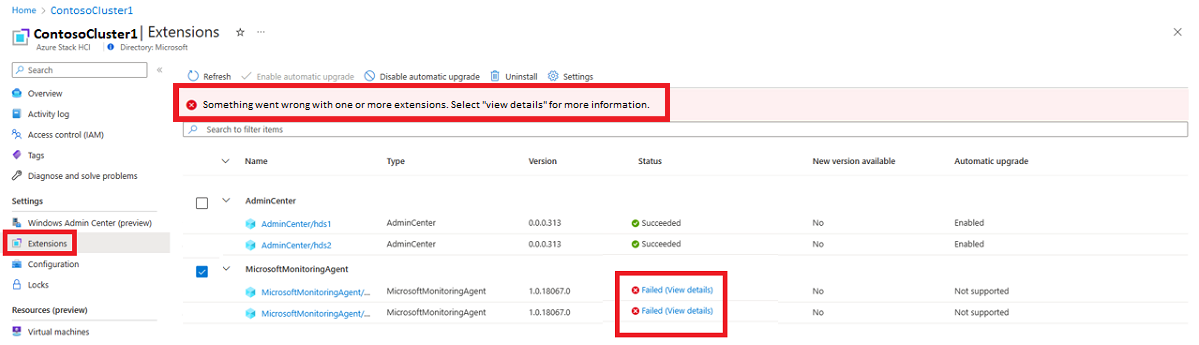 Home > ContosoCluster1
ContosoCluster1 | Extensions ☆ ...
Azure Stack HCI Directory: Microsoft
Search «
Overview
Activity log
Access control (IAM)
Tags
Diagnose and solve problems
Settings
Windows Admin Center (preview)
Extensions
Configuration
Locks
Resources (preview)
Virtual machines
Refresh Enable automatic upgrade Disable automatic upgrade Uninstall Settings
Something went wrong with one or more extensions. Select "view details" for more information.
Search to filter items
Name Type Version Status New version available Automatic upgrade
AdminCenter
AdminCenter/hds1 AdminCenter 0.0.0.313 Succeeded No Enabled
AdminCenter/hds2 AdminCenter 0.0.0.313 Succeeded No Enabled
MicrosoftMonitoringAgent
MicrosoftMonitoringAgent/... MicrosoftMonitoringAgent 1.0.18067.0 Failed (View details) No Not supported
MicrosoftMonitoringAgent/... MicrosoftMonitoringAgent 1.0.18067.0 Failed (View details) No Not supported